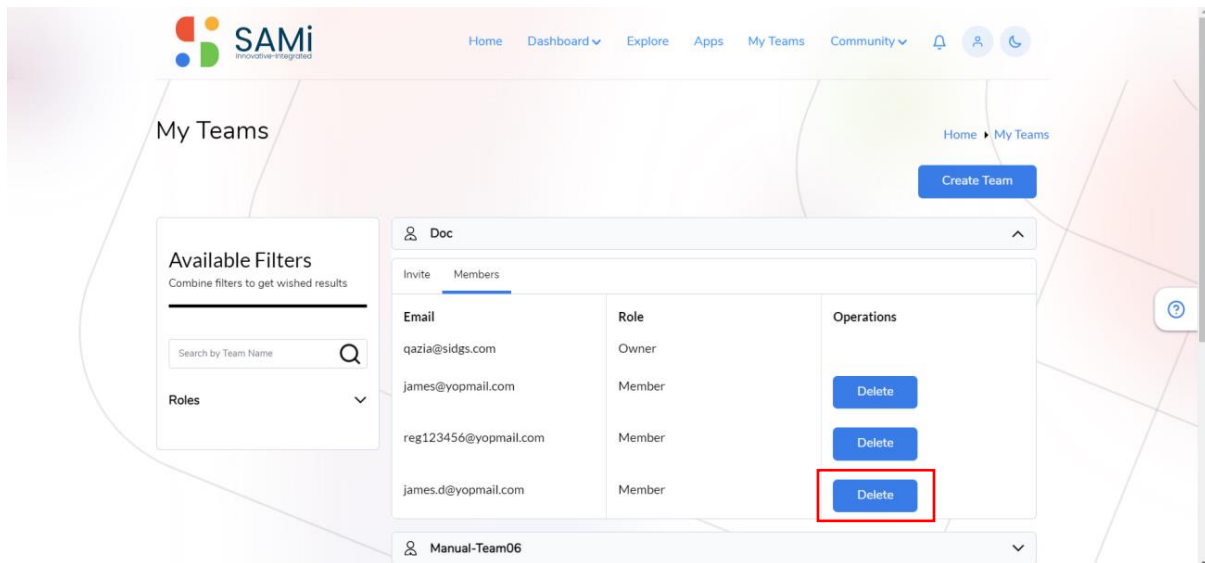 SAMi
Innovative-Integrated
Home Dashboard Explore Apps My Teams Community
My Teams
Home My Teams
Create Team
Available Filters
Combine filters to get wished results
Search by Team Name
Roles
Doc
Invite Members
Email Role Operations
qazia@sidgs.com Owner
james@yopmail.com Member Delete
reg123456@yopmail.com Member Delete
james.d@yopmail.com Member Delete
Manual-Team06